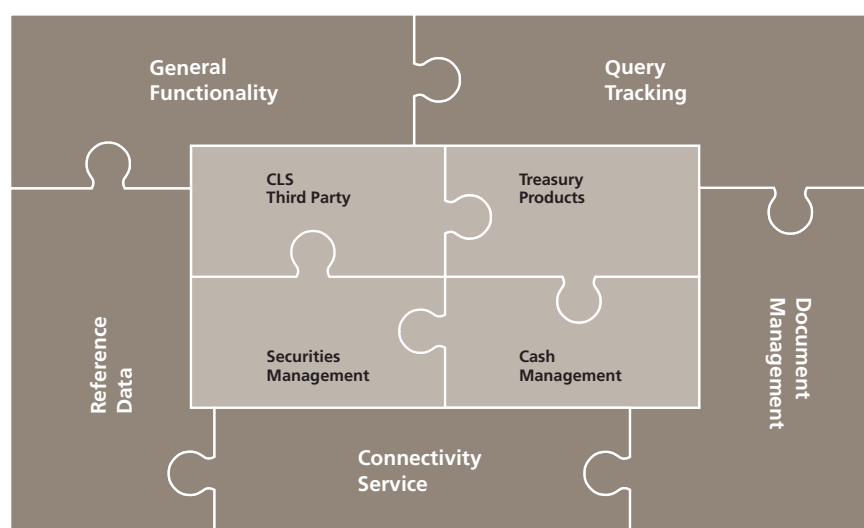 General
Functionality
Query
Tracking
CLS
Third Party
Treasury
Products
Reference
Data
Securities
Management
Cash
Management
Document
Management
Connectivity
Service